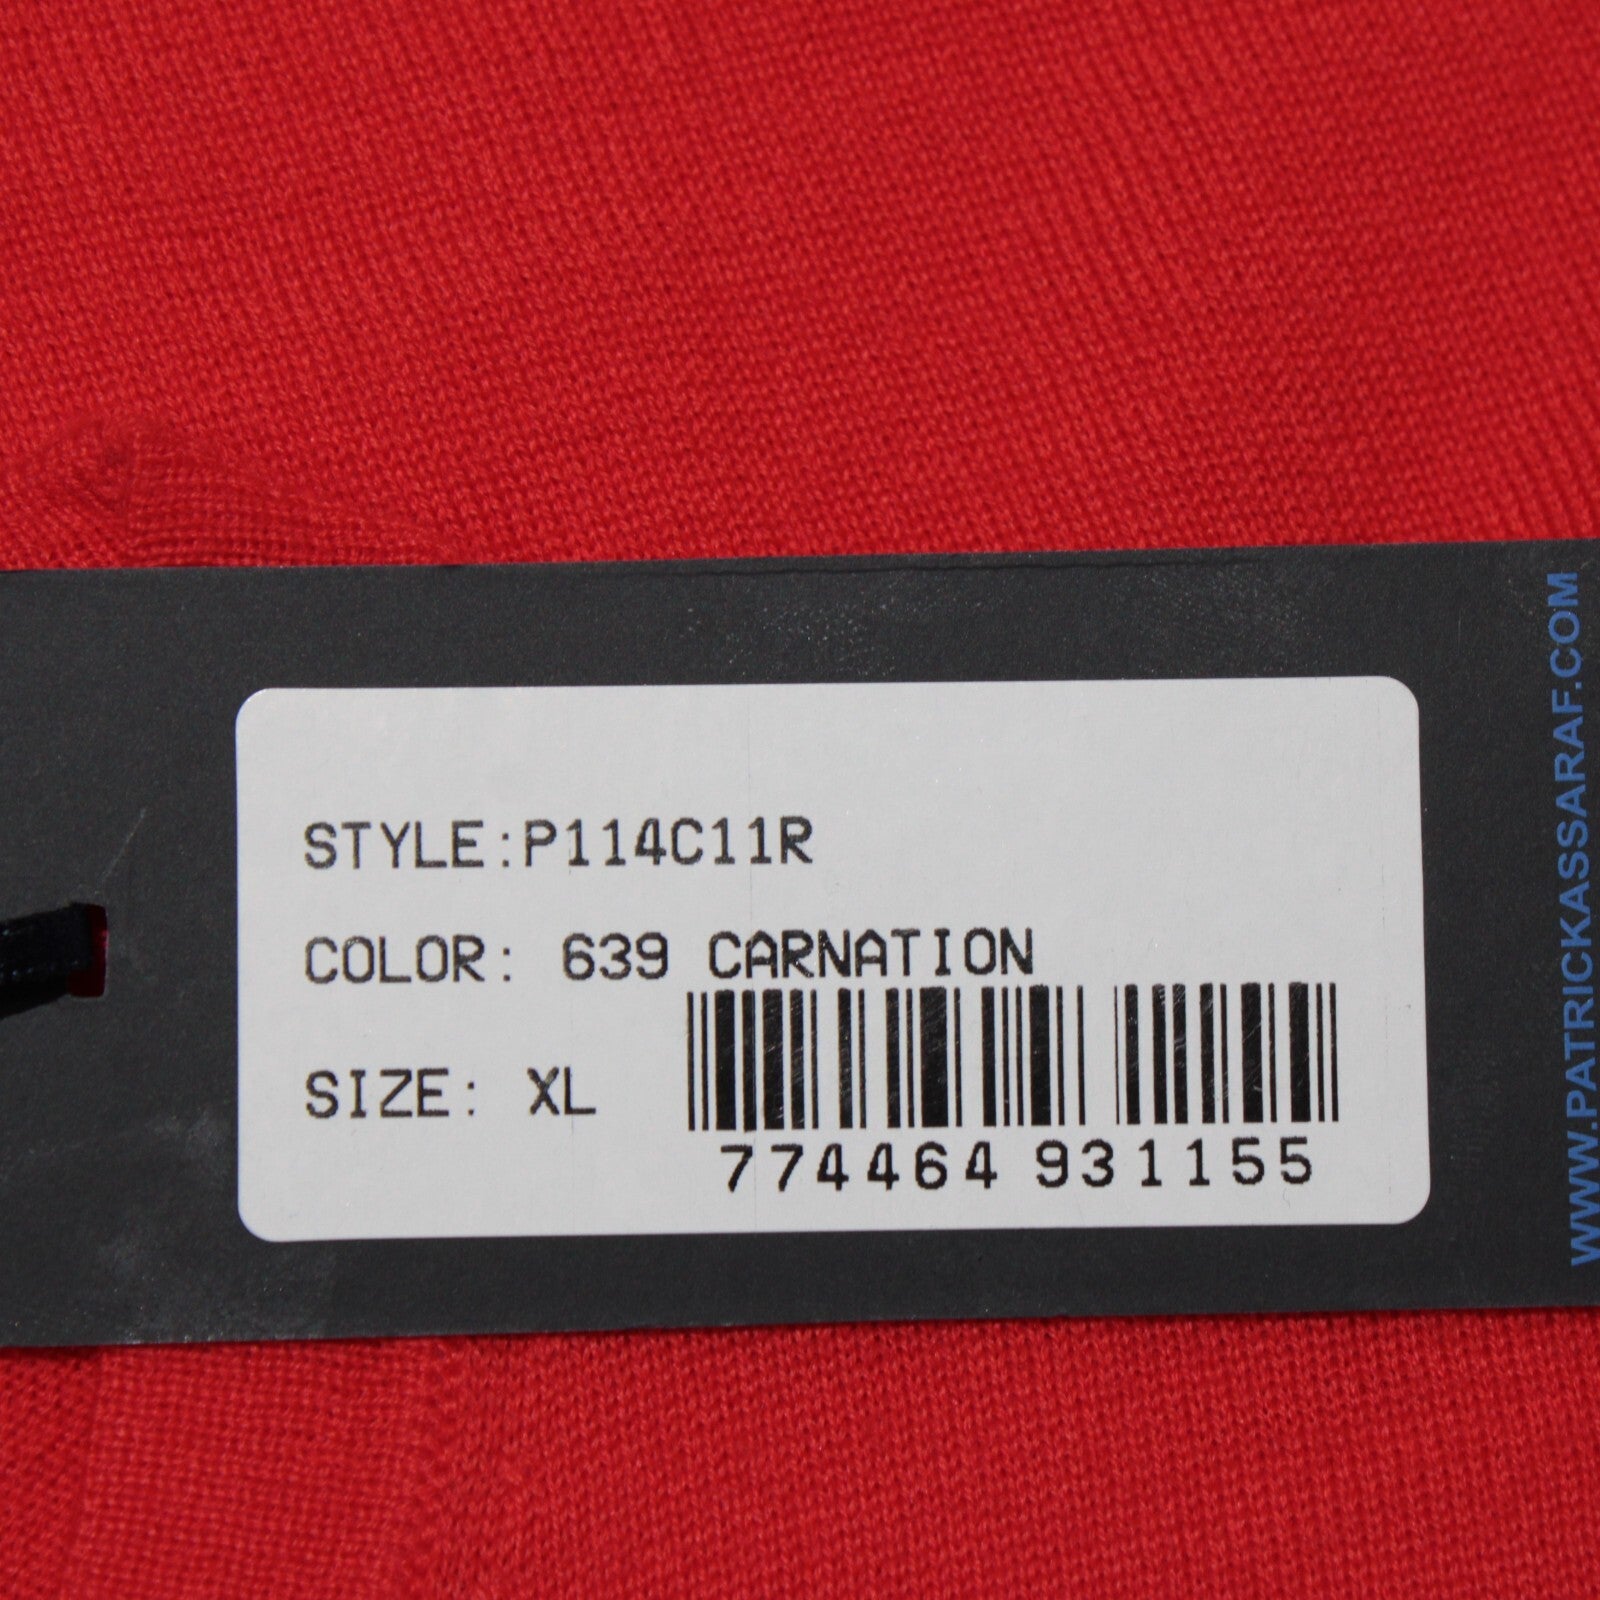 STYLE:P114C11R
COLOR: 639 CARNATION
SIZE: XL
774464 931155
WWW.PATRICKASSARAF.COM